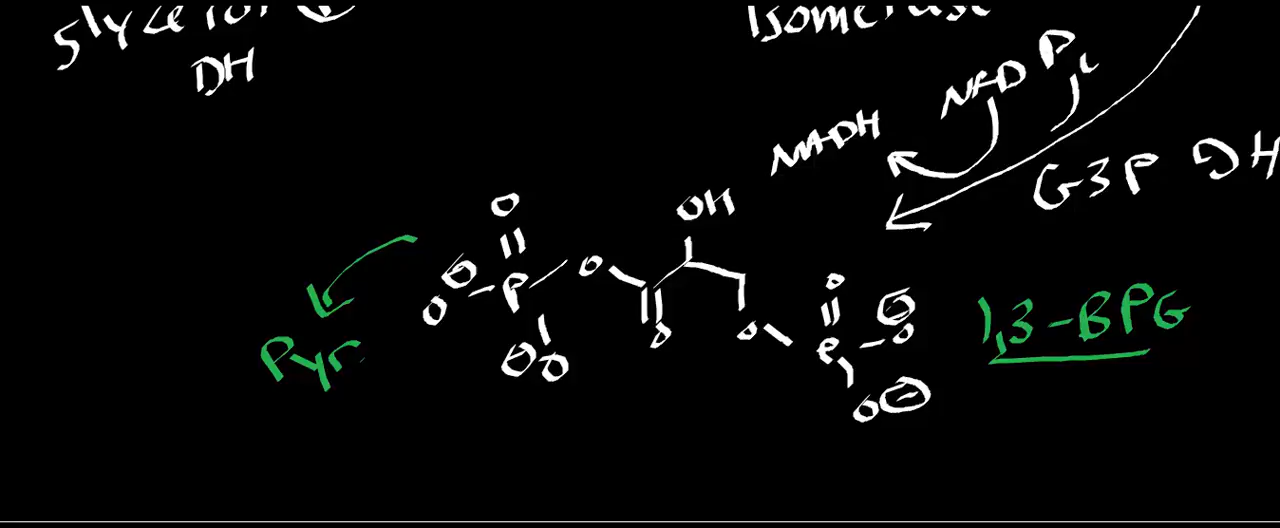 DH
Isomerase
NADH
NAD Pi
G3P DH
O
OH
O P O
O
O
O
O
O P O
O
1,3-BPG
Pyr